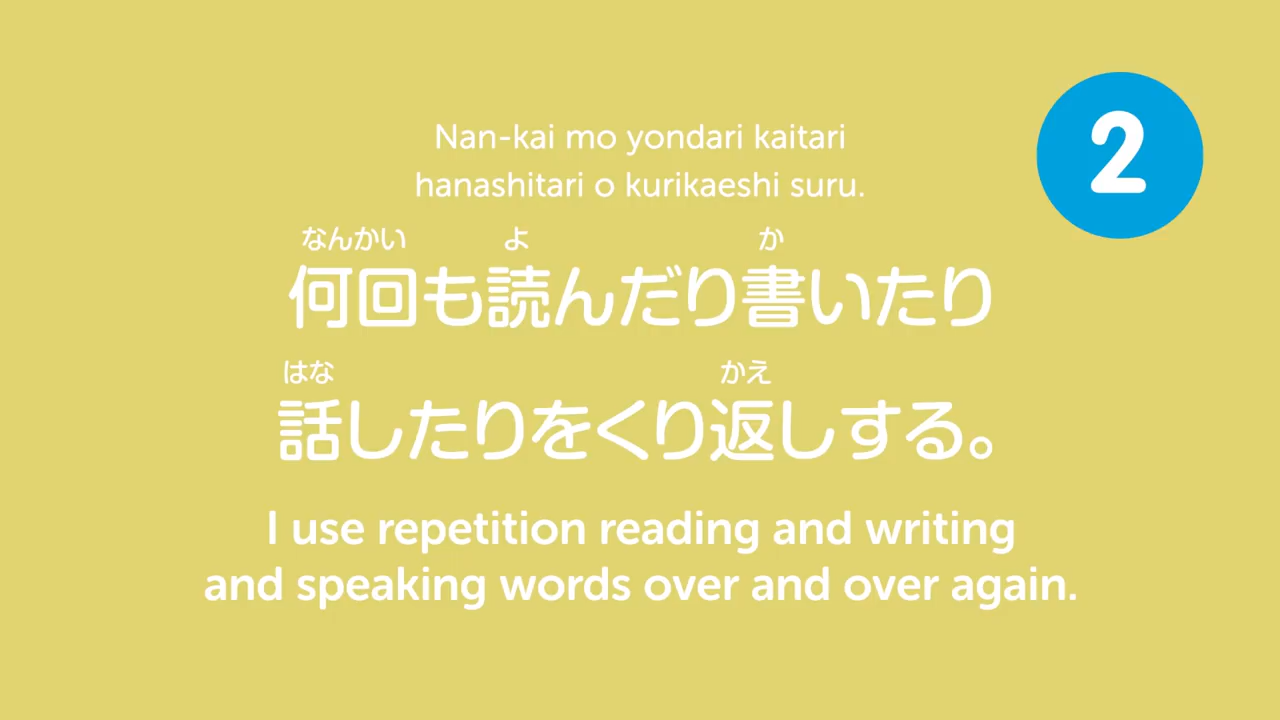 2
Nan-kai mo yondari kaitari
hanashitari o kurikaeshi suru.
なんかい よ か
何回も読んだり書いたり
はな かえ
話したりをくり返しする。
I use repetition reading and writing
and speaking words over and over again.